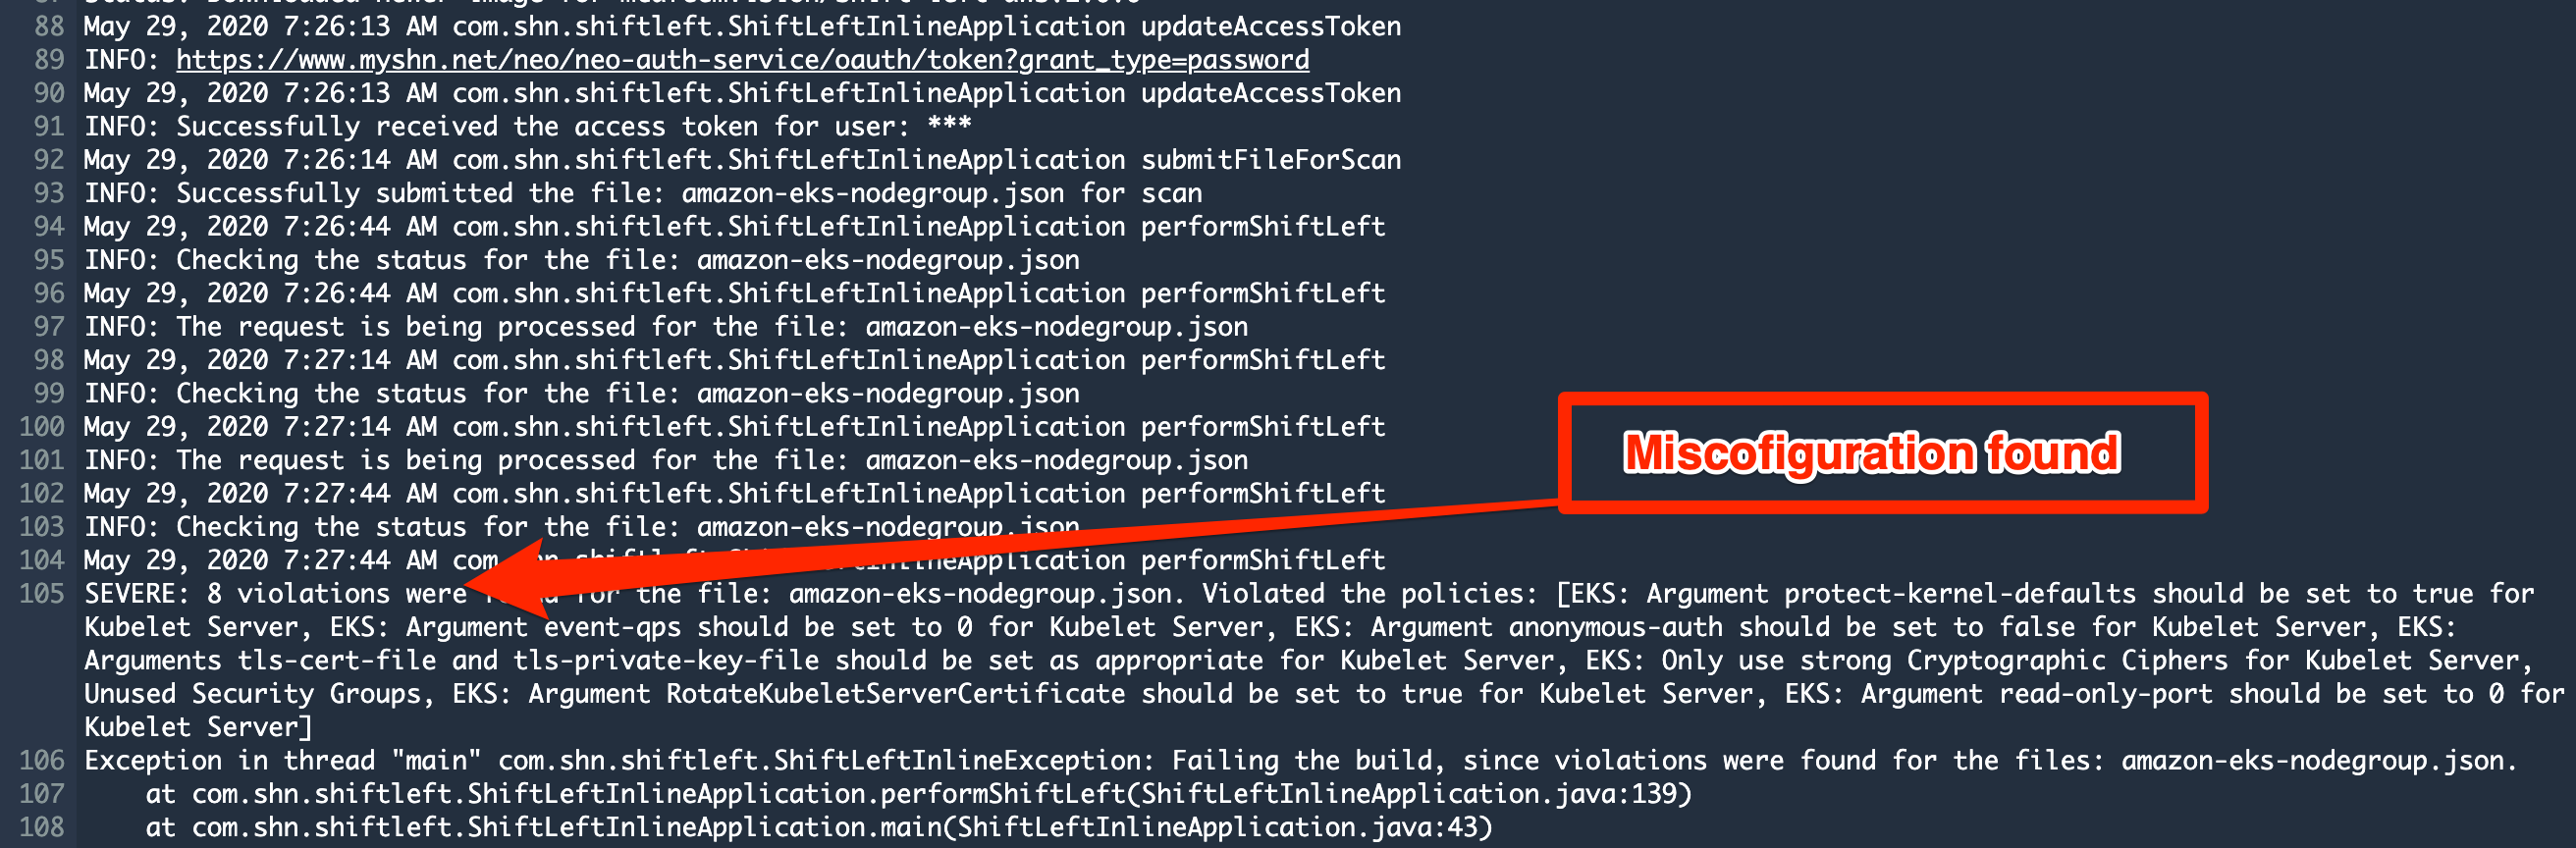 88 May 29, 2020 7:26:13 AM com.shn.shiftleft.ShiftLeftInlineApplication updateAccessToken
89 INFO: https://www.myshn.net/neo/neo-auth-service/oauth/token?grant_type=password
90 May 29, 2020 7:26:13 AM com.shn.shiftleft.ShiftLeftInlineApplication updateAccessToken
91 INFO: Successfully received the access token for user: ***
92 May 29, 2020 7:26:14 AM com.shn.shiftleft.ShiftLeftInlineApplication submitFileForScan
93 INFO: Successfully submitted the file: amazon-eks-nodegroup.json for scan
94 May 29, 2020 7:26:44 AM com.shn.shiftleft.ShiftLeftInlineApplication performShiftLeft
95 INFO: Checking the status for the file: amazon-eks-nodegroup.json
96 May 29, 2020 7:26:44 AM com.shn.shiftleft.ShiftLeftInlineApplication performShiftLeft
97 INFO: The request is being processed for the file: amazon-eks-nodegroup.json
98 May 29, 2020 7:27:14 AM com.shn.shiftleft.ShiftLeftInlineApplication performShiftLeft
99 INFO: Checking the status for the file: amazon-eks-nodegroup.json
100 May 29, 2020 7:27:14 AM com.shn.shiftleft.ShiftLeftInlineApplication performShiftLeft
101 INFO: The request is being processed for the file: amazon-eks-nodegroup.json
Miscofiguration found
102 May 29, 2020 7:27:44 AM com.shn.shiftleft.ShiftLeftInlineApplication performShiftLeft
103 INFO: Checking the status for the file: amazon-eks-nodegroup.json
104 May 29, 2020 7:27:44 AM performShiftLeft
105 SEVERE: 8 violations were for the file: amazon-eks-nodegroup.json. Violated the policies: [EKS: Argument protect-kernel-defaults should be set to true for
Kubelet Server, EKS: Argument event-qps should be set to 0 for Kubelet Server, EKS: Argument anonymous-auth should be set to false for Kubelet Server, EKS:
Arguments tls-cert-file and tls-private-key-file should be set as appropriate for Kubelet Server, EKS: Only use strong Cryptographic Ciphers for Kubelet Server,
Unused Security Groups, EKS: Argument RotateKubeletServerCertificate should be set to true for Kubelet Server, EKS: Argument read-only-port should be set to 0 for
Kubelet Server]
106 Exception in thread "main" com.shn.shiftleft.ShiftLeftInlineException: Failing the build, since violations were found for the files: amazon-eks-nodegroup.json.
107 at com.shn.shiftleft.ShiftLeftInlineApplication.performShiftLeft(ShiftLeftInlineApplication.java:139)
108 at com.shn.shiftleft.ShiftLeftInlineApplication.main(ShiftLeftInlineApplication.java:43)